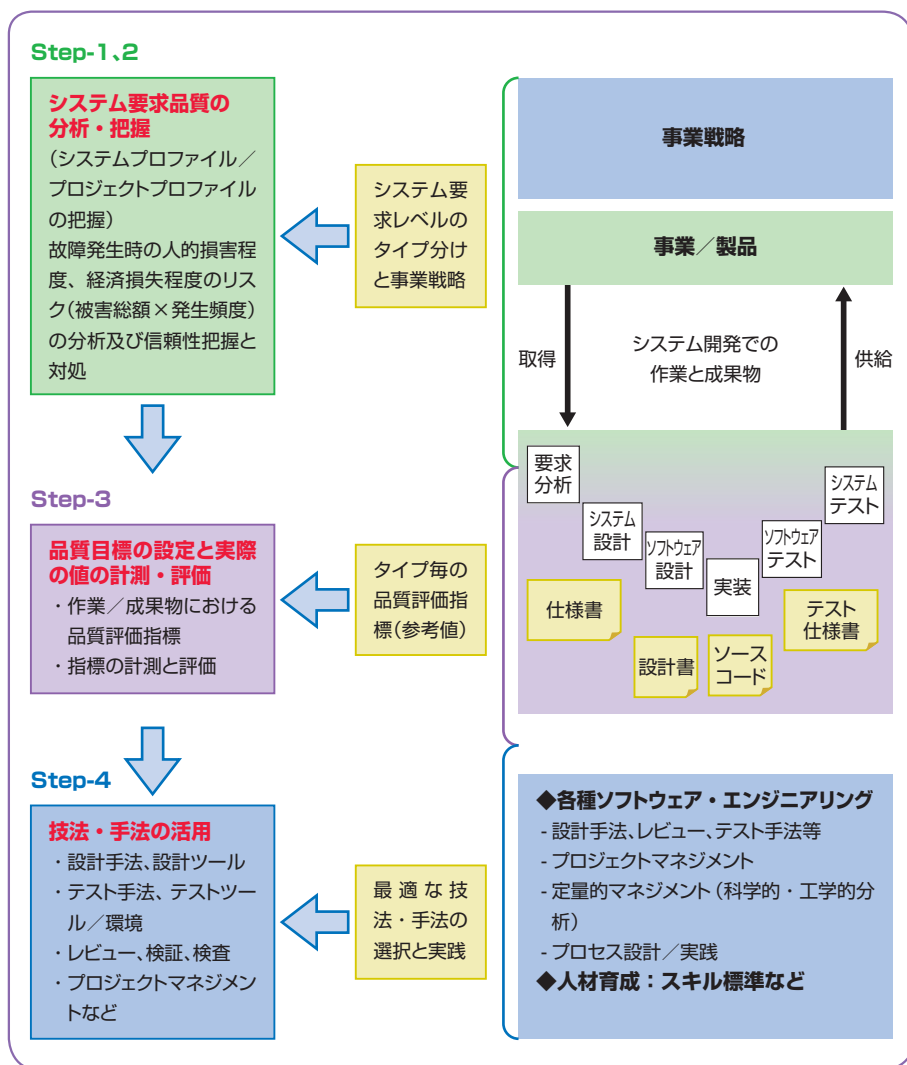 Step-1、2
システム要求品質の
分析・把握
（システムプロファイル／
プロジェクトプロファイル
の把握）
故障発生時の人的損害程
度、経済損失程度のリス
ク（被害総額×発生頻度）
の分析及び信頼性把握と
対処
システム要
求レベルの
タイプ分け
と事業戦略
事業戦略
事業／製品
取得
システム開発での
作業と成果物
供給
Step-3
品質目標の設定と実際
の値の計測・評価
・作業／成果物における
品質評価指標
・指標の計測と評価
タイプ毎の
品質評価指
標（参考値）
要求
分析
システム
設計
ソフトウェア
設計
実装
ソフトウェア
テスト
システム
テスト
仕様書
設計書
ソース
コード
テスト
仕様書
Step-4
技法・手法の活用
・設計手法、設計ツール
・テスト手法、テストツー
ル／環境
・レビュー、検証、検査
・プロジェクトマネジメン
トなど
最適な技
法・手法の
選択と実践
◆各種ソフトウェア・エンジニアリング
- 設計手法、レビュー、テスト手法等
- プロジェクトマネジメント
- 定量的マネジメント（科学的・工学的分
析）
- プロセス設計／実践
◆人材育成：スキル標準など